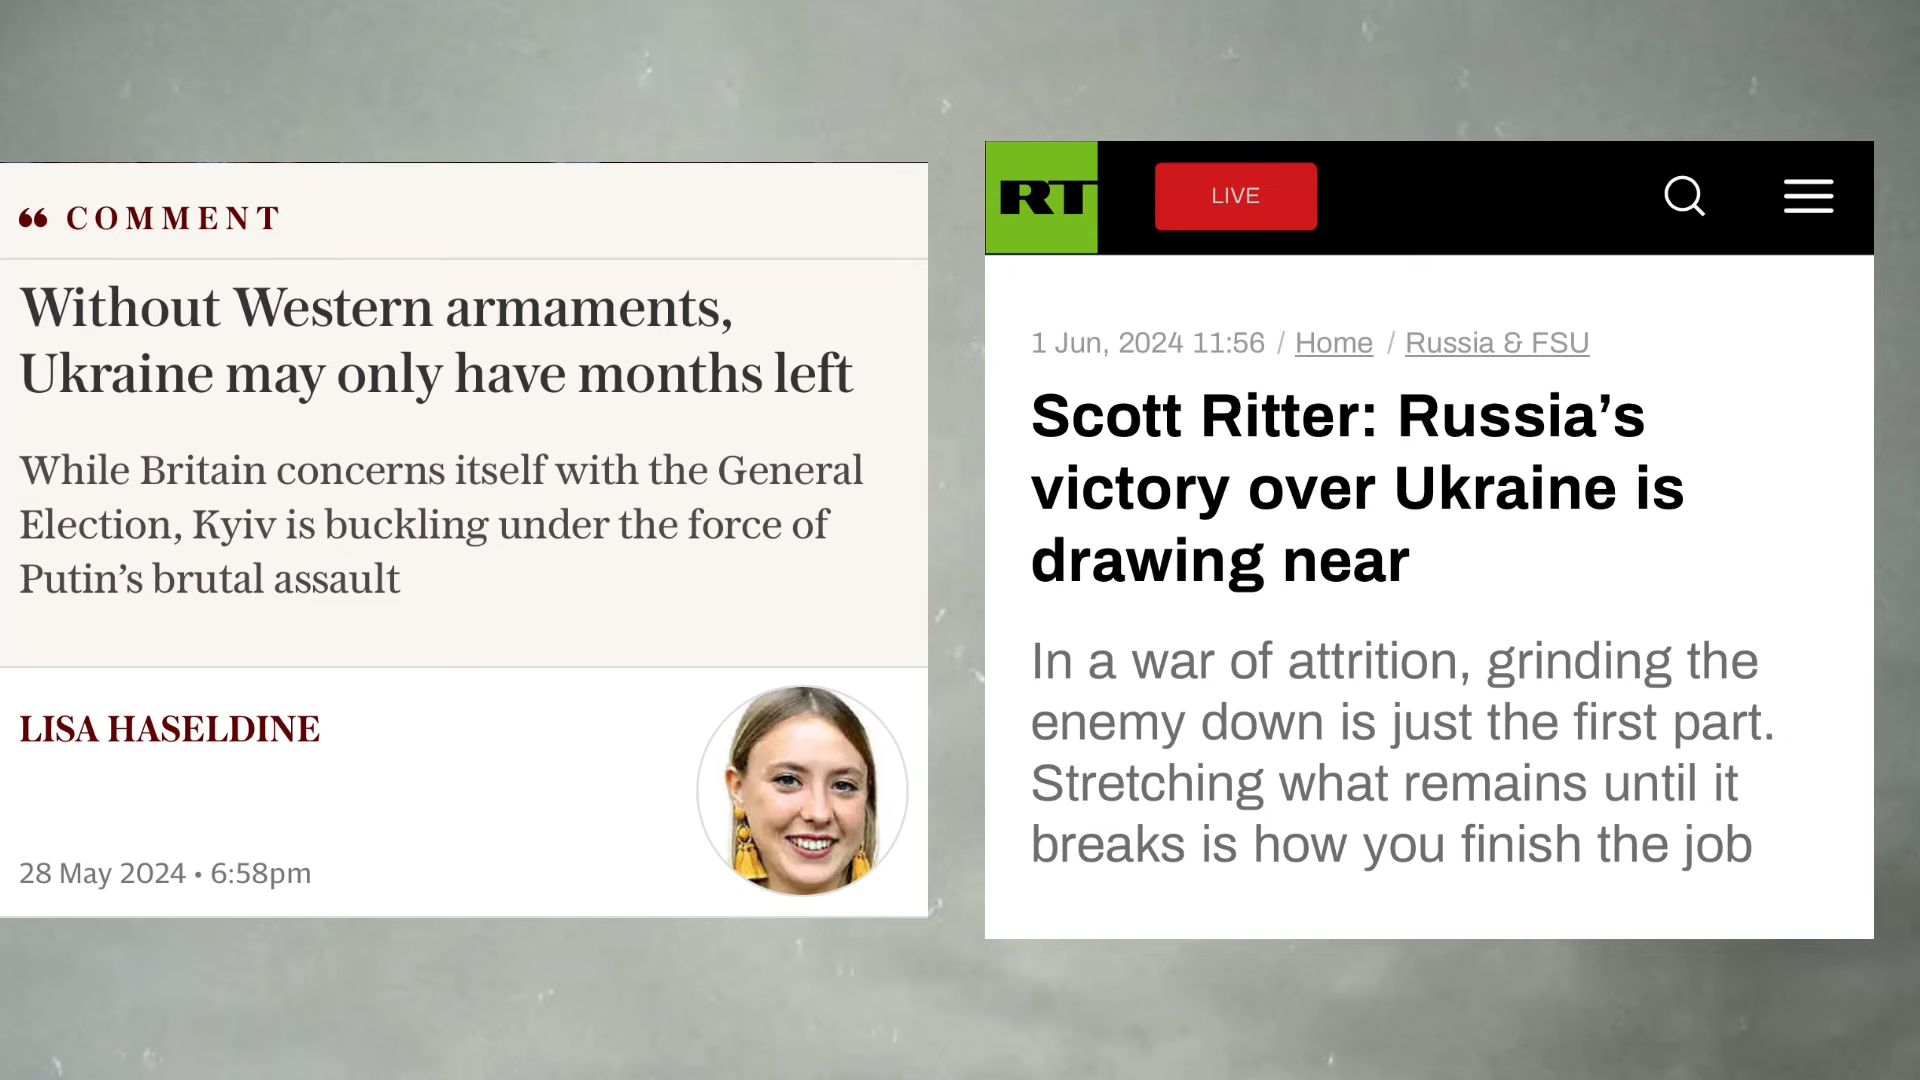 “ COMMENT
Without Western armaments,
Ukraine may only have months left
While Britain concerns itself with the General
Election, Kyiv is buckling under the force of
Putin’s brutal assault
LISA HASELDINE
28 May 2024 • 6:58pm
RT
LIVE
1 Jun, 2024 11:56 / Home / Russia & FSU
Scott Ritter: Russia’s
victory over Ukraine is
drawing near
In a war of attrition, grinding the
enemy down is just the first part.
Stretching what remains until it
breaks is how you finish the job